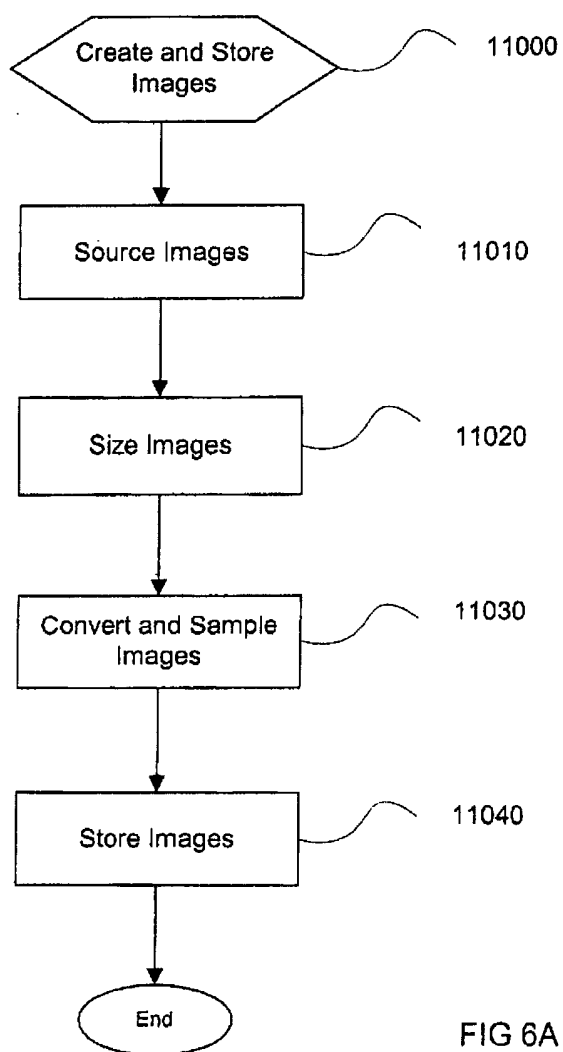 Create and Store
Images
11000
Source Images
11010
Size Images
11020
Convert and Sample
Images
11030
Store Images
11040
End
FIG 6A